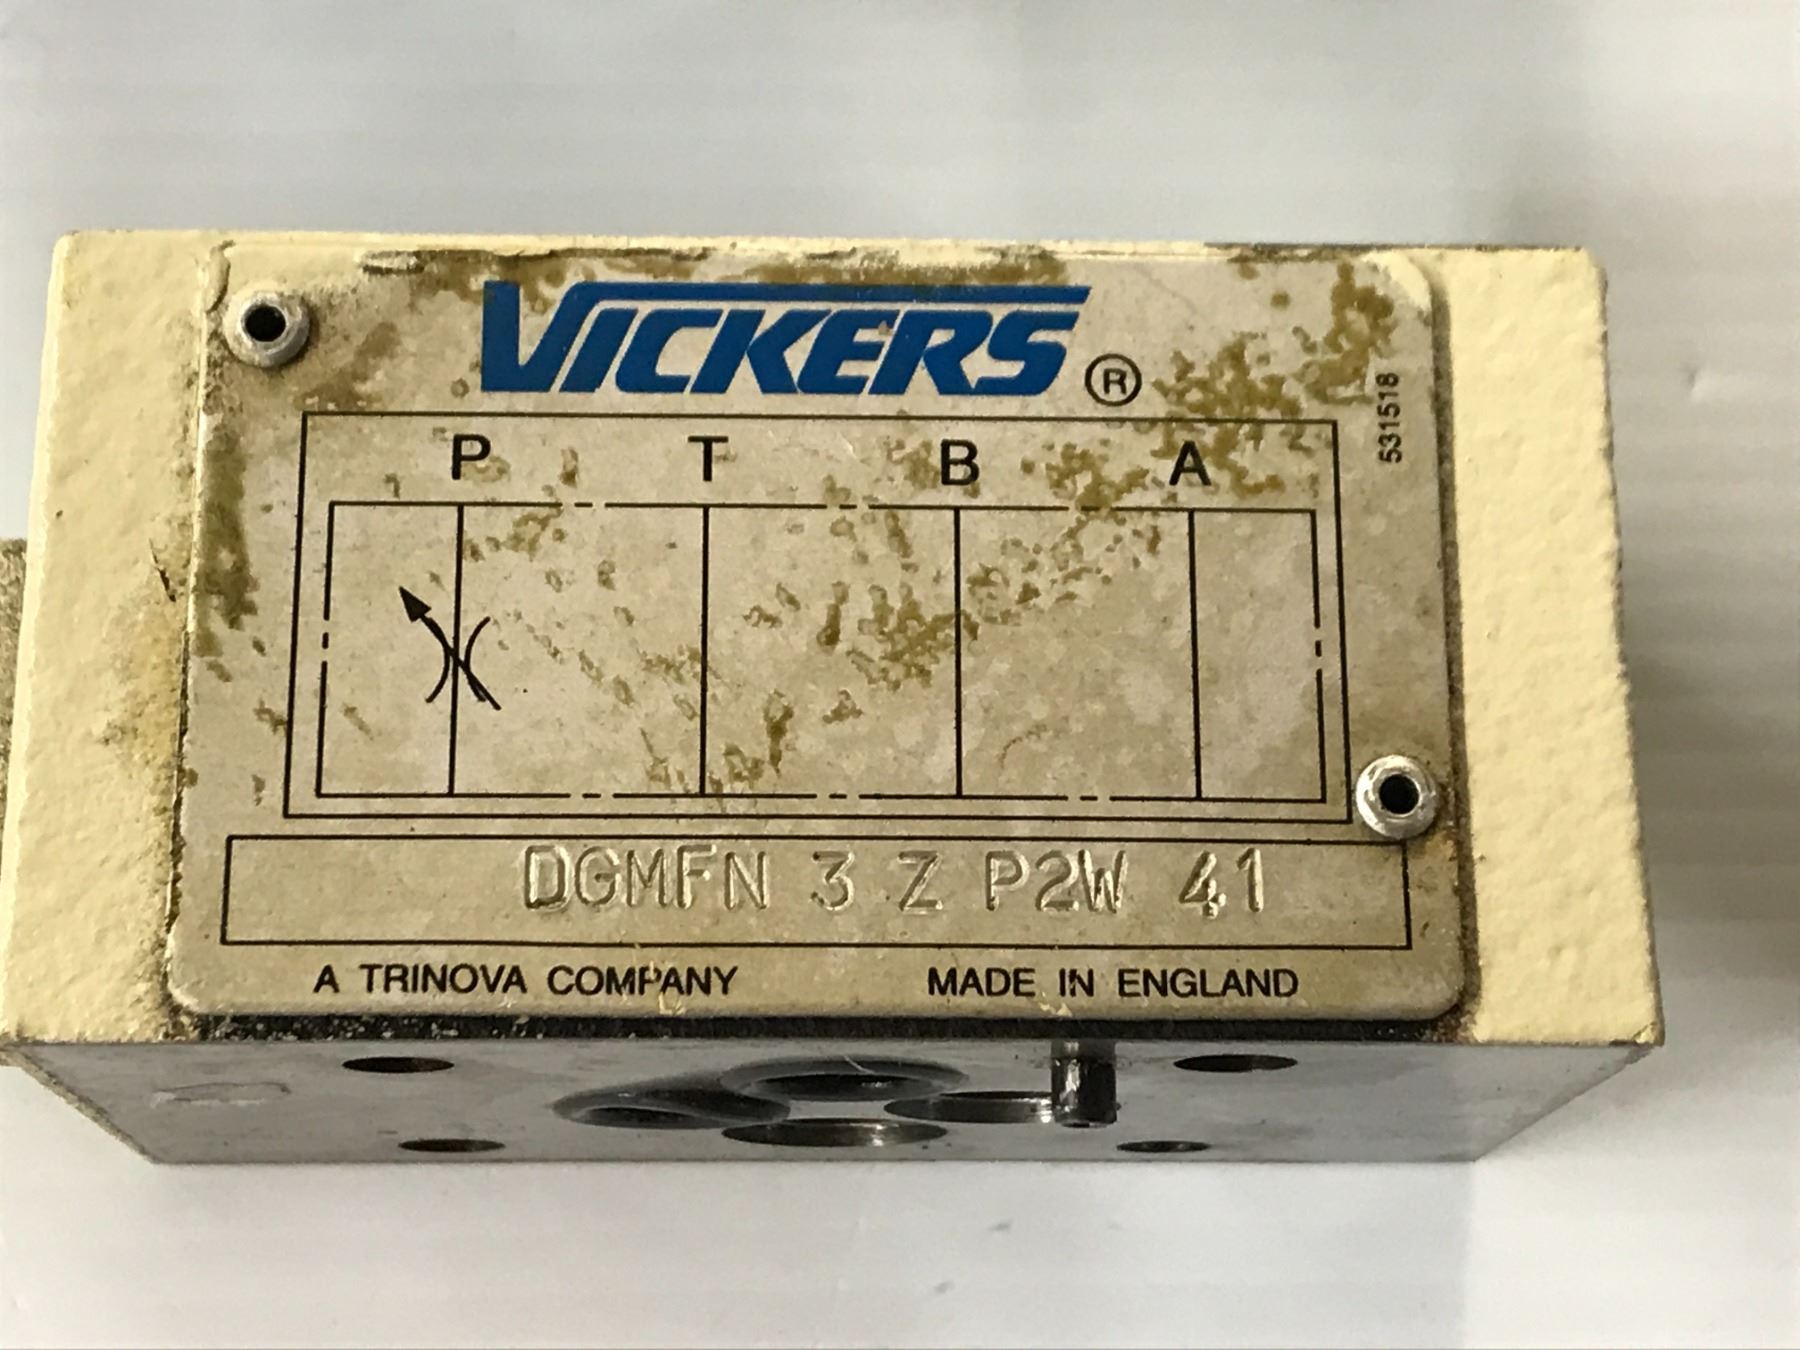 VICKERS ®
531518
P T B A
DGMFN 3 Z P2W 41
A TRINOVA COMPANY MADE IN ENGLAND